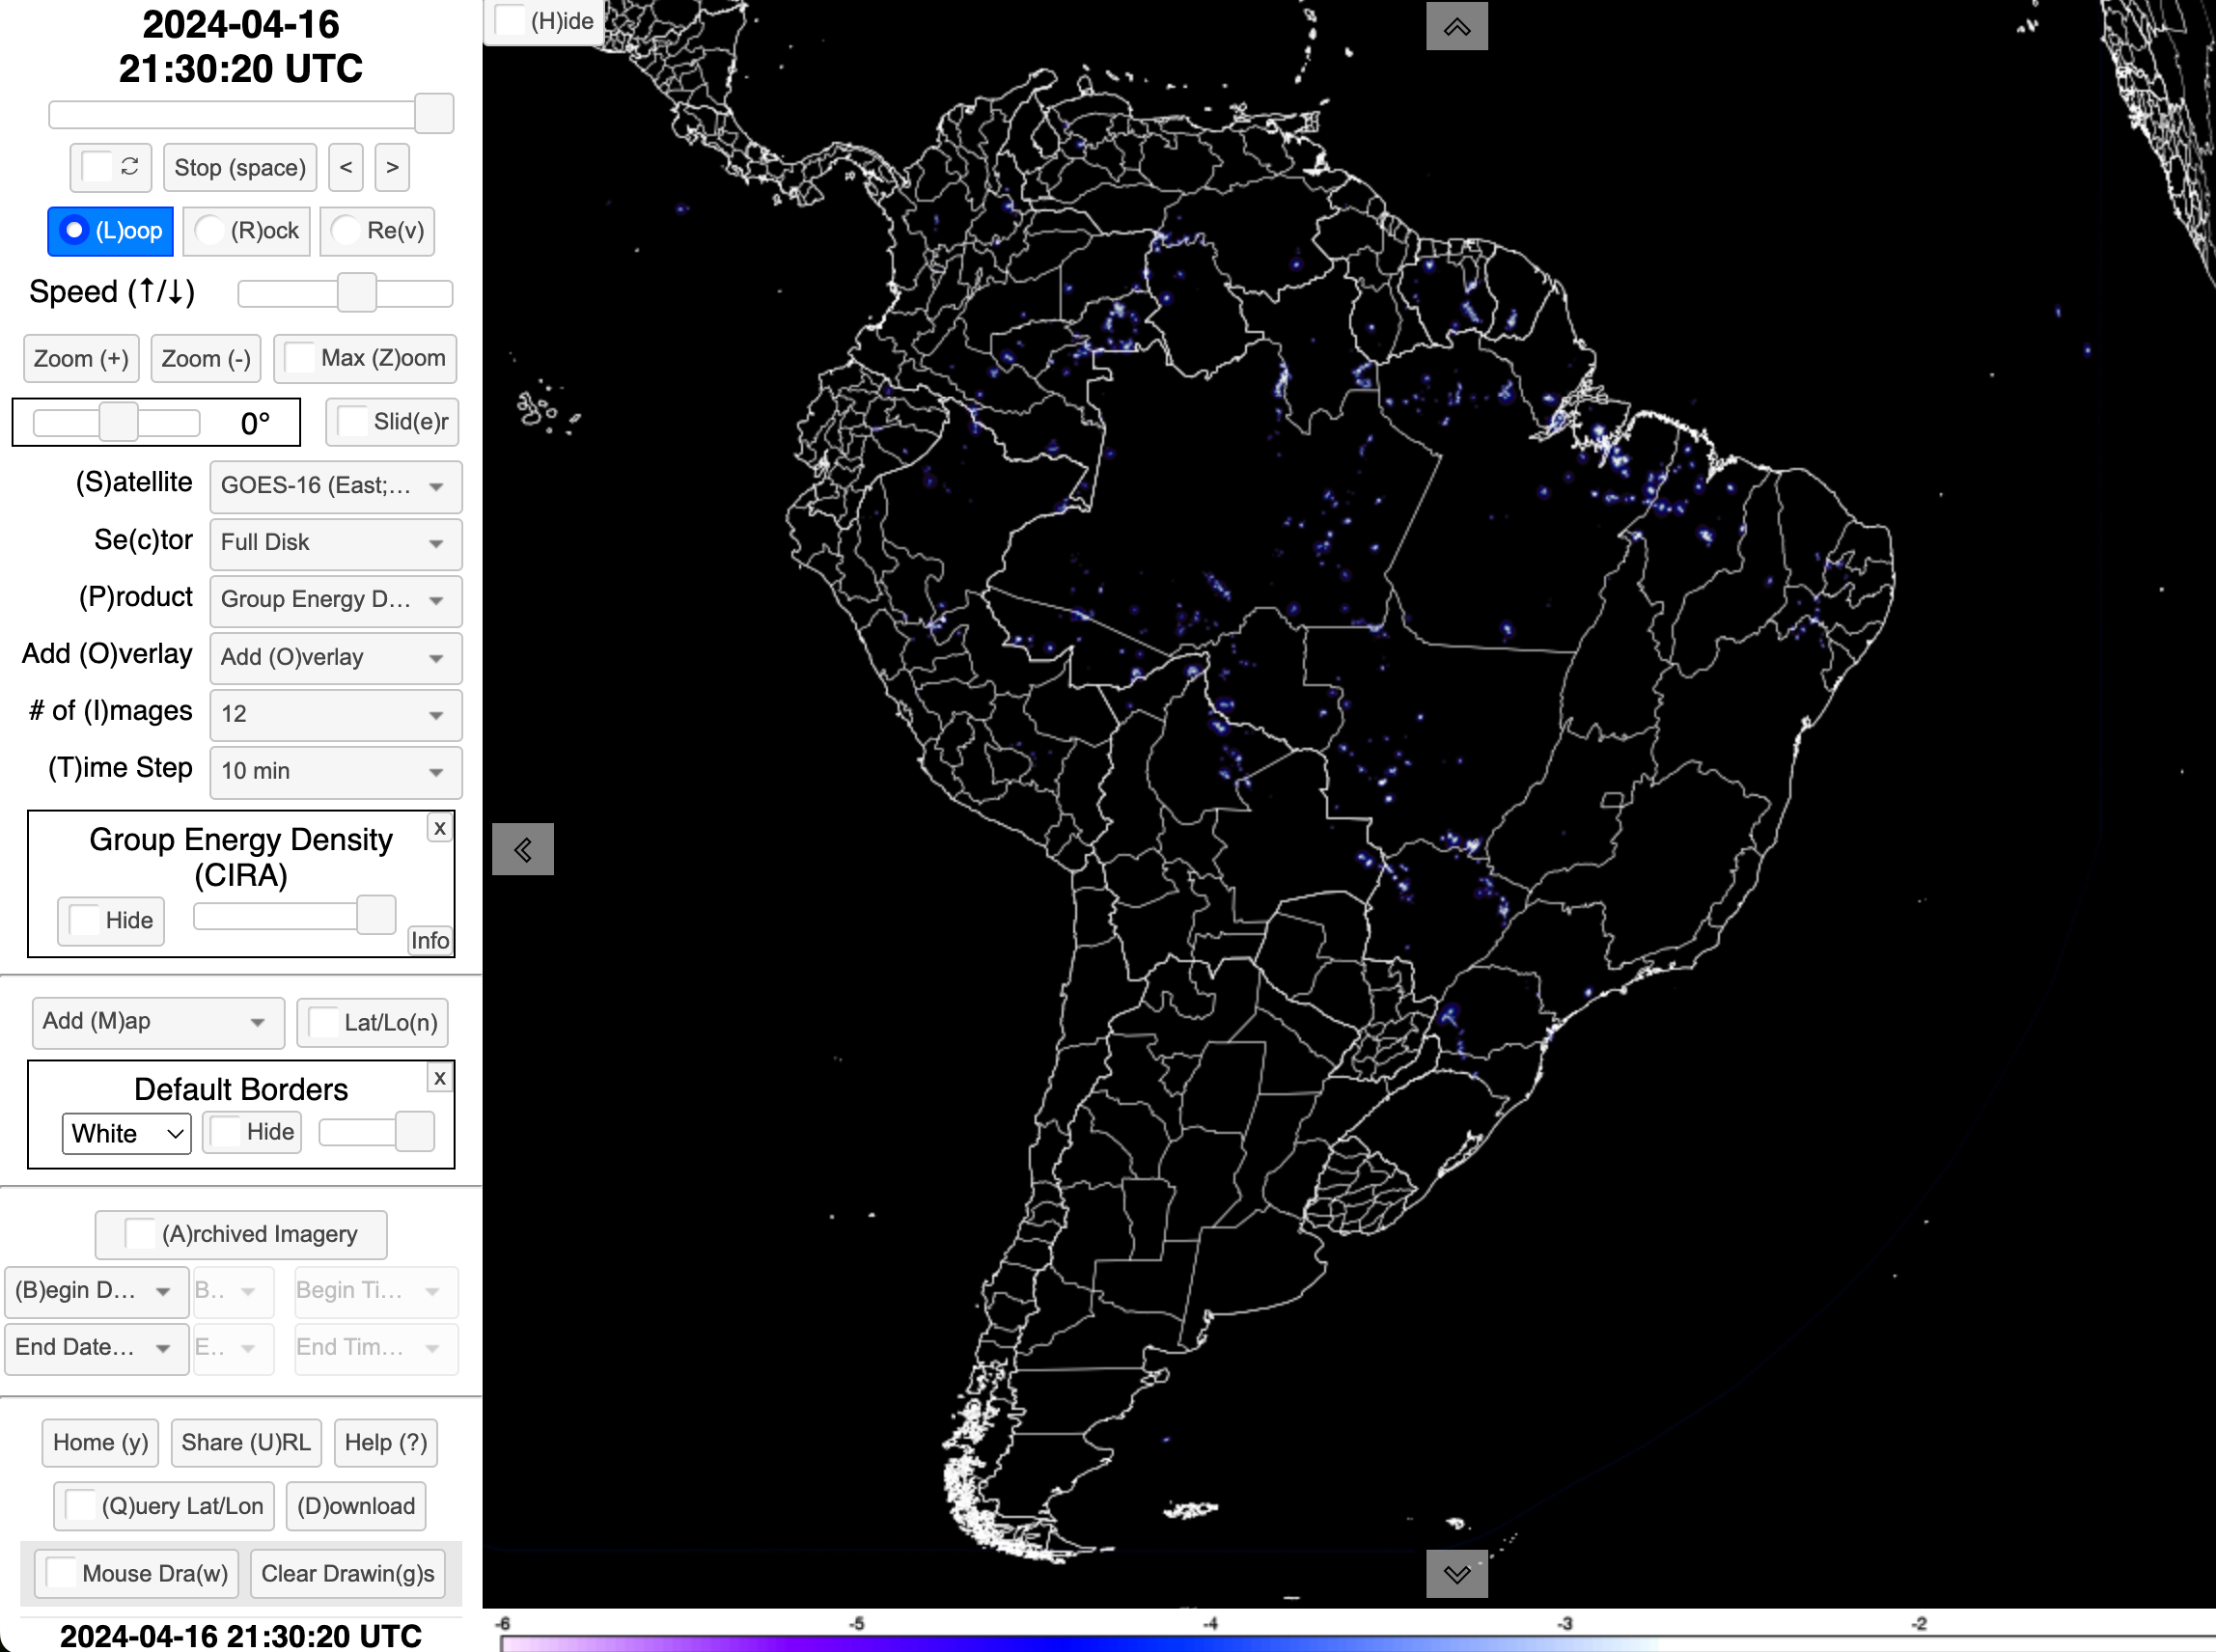 2024-04-16
21:30:20 UTC
Stop (space)
<
>
(L)oop
(R)ock
Re(v)
Speed (↑/↓)
Zoom (+)
Zoom (-)
Max (Z)oom
0°
Slid(e)r
(S)atellite
GOES-16 (East;...
Se(c)tor
Full Disk
(P)roduct
Group Energy D...
Add (O)verlay
Add (O)verlay
# of (I)mages
12
(T)ime Step
10 min
Group Energy Density
(CIRA)
x
Hide
Info
Add (M)ap
Lat/Lo(n)
Default Borders
x
White
Hide
(A)rchived Imagery
(B)egin D...
B..
Begin Ti...
End Date...
E..
End Tim...
Home (y)
Share (U)RL
Help (?)
(Q)uery Lat/Lon
(D)ownload
Mouse Dra(w)
Clear Drawin(g)s
2024-04-16 21:30:20 UTC
(H)ide
-6
-5
-4
-3
-2